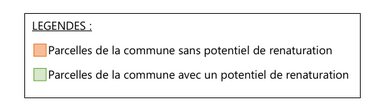 LEGENDES :
Parcelles de la commune sans potentiel de renaturation
Parcelles de la commune avec un potentiel de renaturation